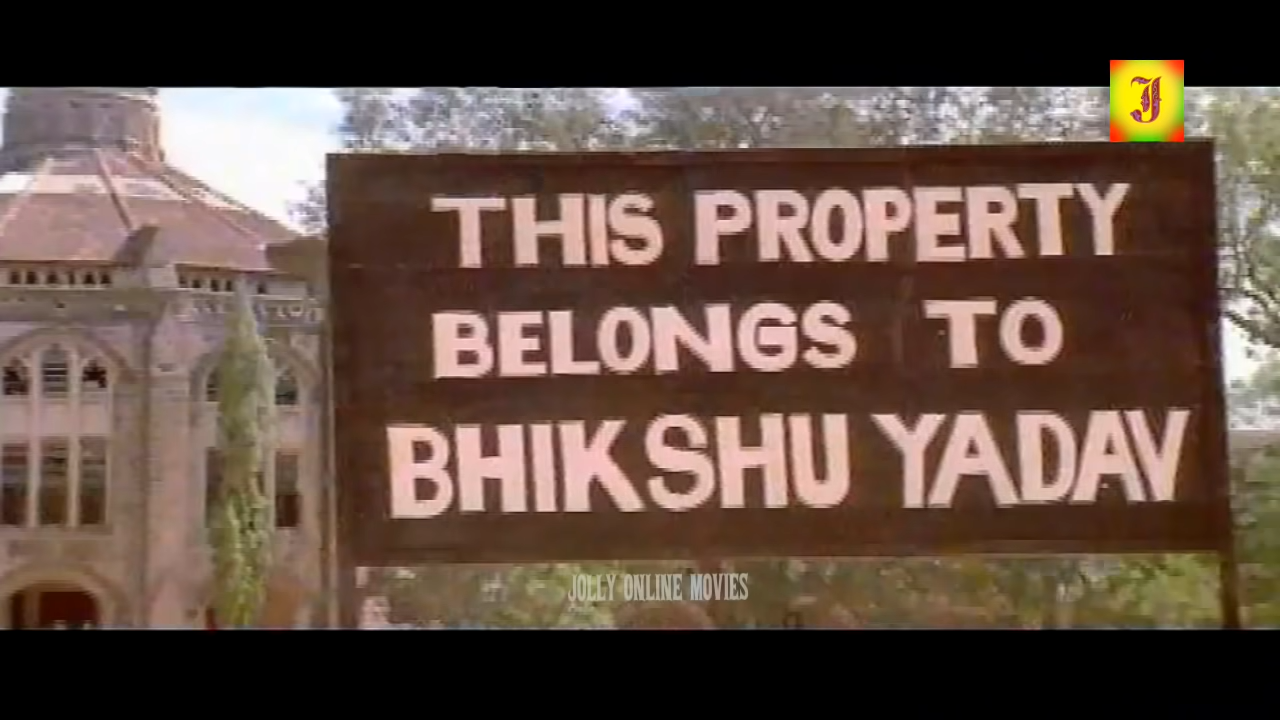 J
THIS PROPERTY
BELONGS TO
BHIKSHU YADAV
JOLLY ONLINE MOVIES